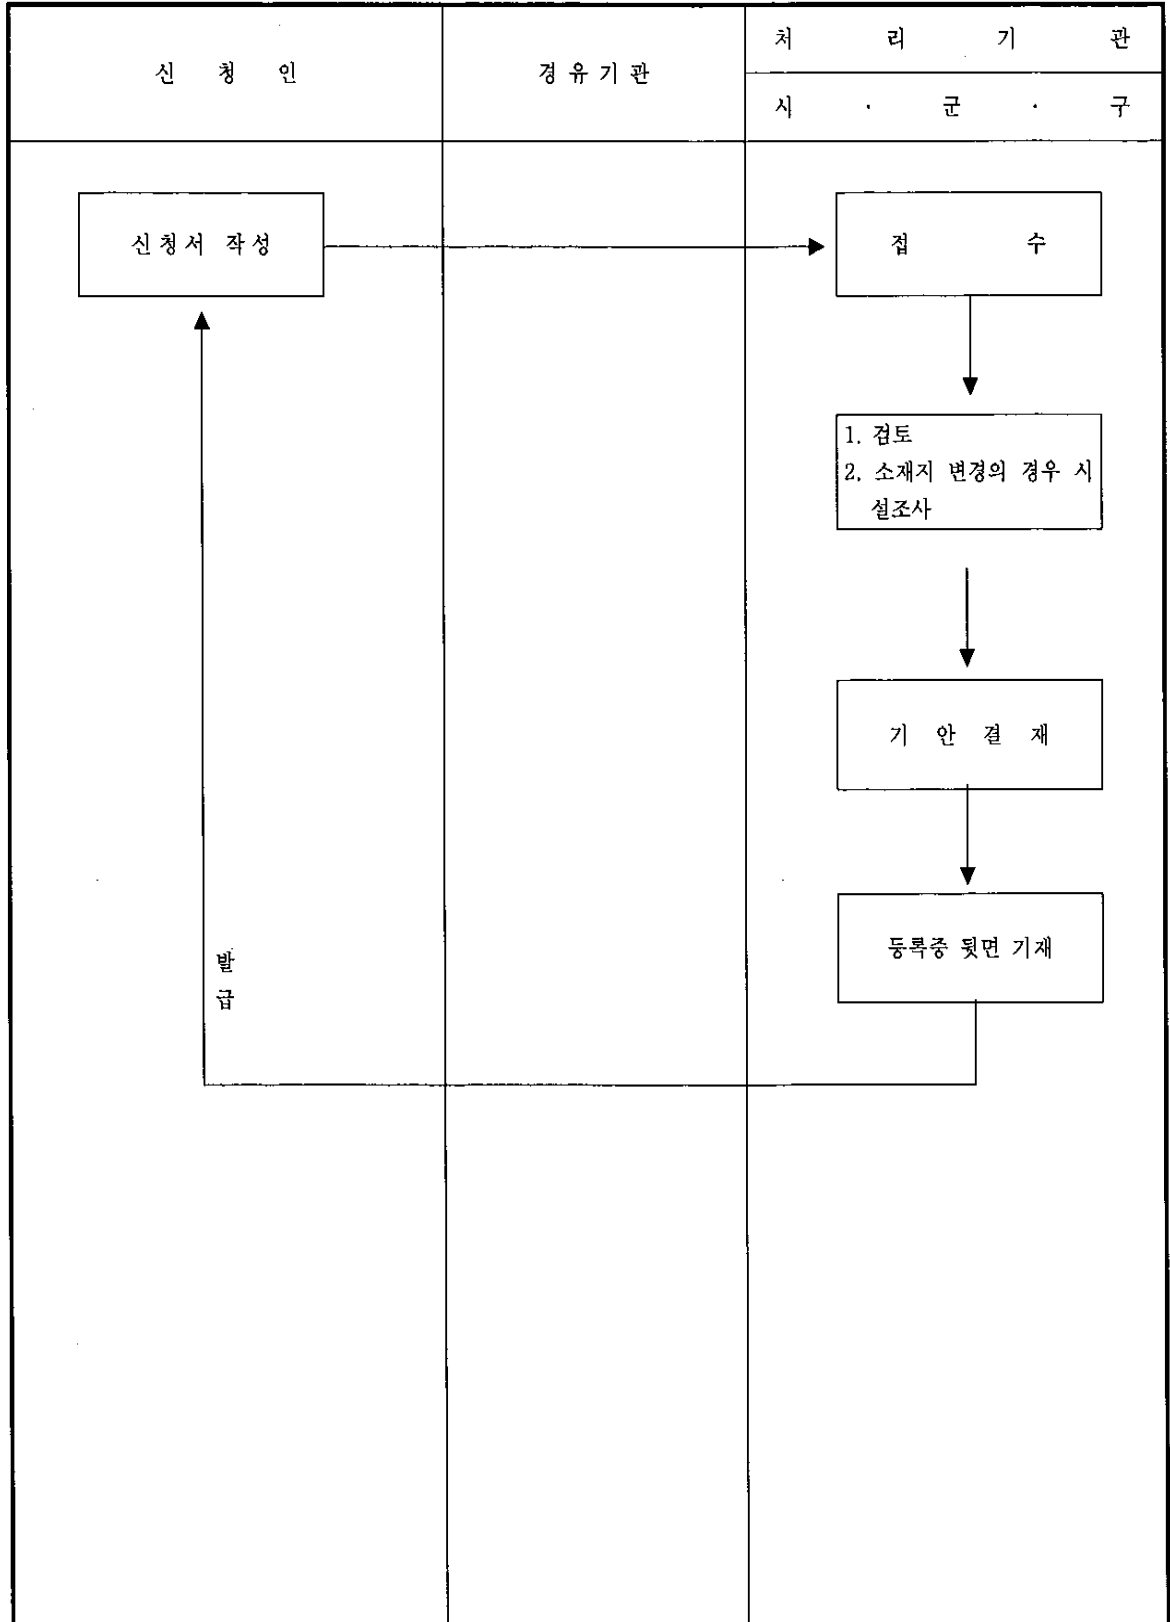 신 청 인
경유기관
처 리 기 관
시 · 군 · 구
신청서 작성
접 수
1. 검토
2. 소재지 변경의 경우 시
설조사
기 안 결 재
등록증 뒷면 기재
발
급